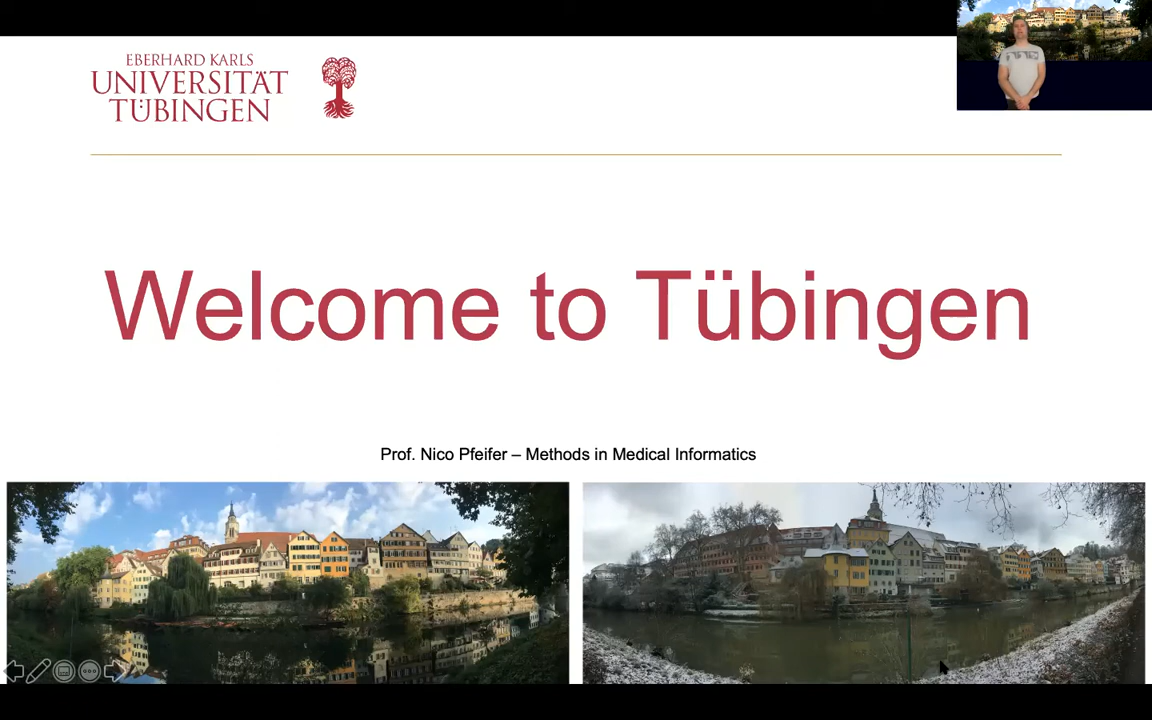 EBERHARD KARLS
UNIVERSITÄT
TÜBINGEN
Welcome to Tübingen
Prof. Nico Pfeifer – Methods in Medical Informatics